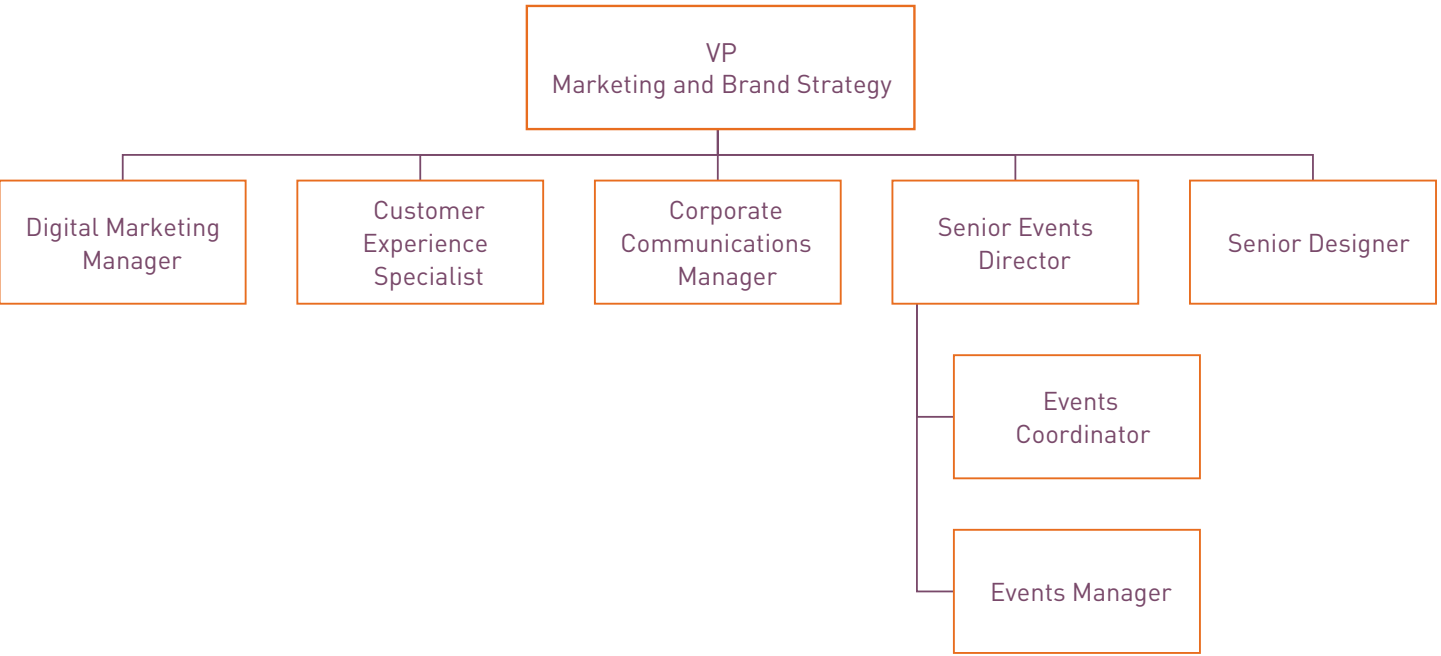 VP
Marketing and Brand Strategy
Digital Marketing
Manager
Customer
Experience
Specialist
Corporate
Communications
Manager
Senior Events
Director
Senior Designer
Events
Coordinator
Events Manager